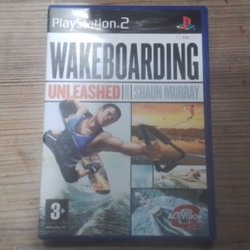 PlayStation.2
WAKEBOARDING
UNLEASHED SHAUN MURRAY
3+
ACTIVISION